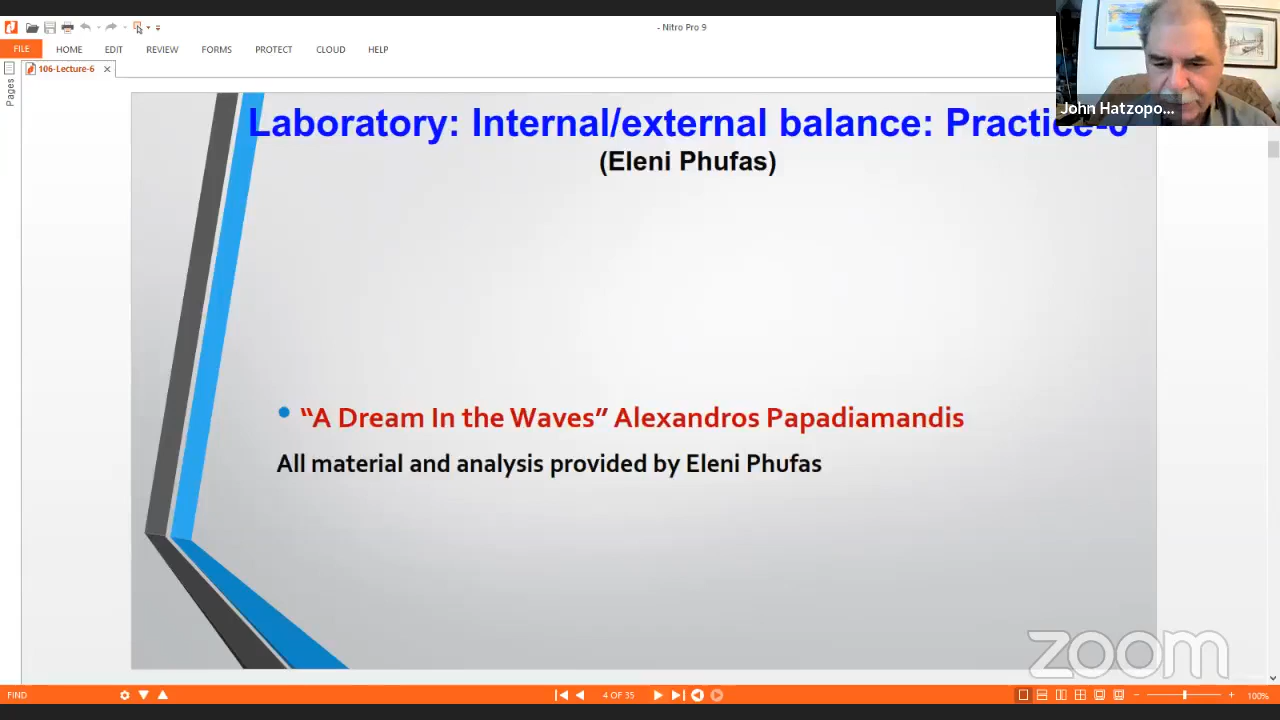 - Nitro Pro 9
FILE HOME EDIT REVIEW FORMS PROTECT CLOUD HELP
106-Lecture-6
Pages
John Hatzopo...
Laboratory: Internal/external balance: Practice-6
(Eleni Phufas)
• “A Dream In the Waves” Alexandros Papadiamandis
All material and analysis provided by Eleni Phufas
zoom
FIND
4 OF 35
100%